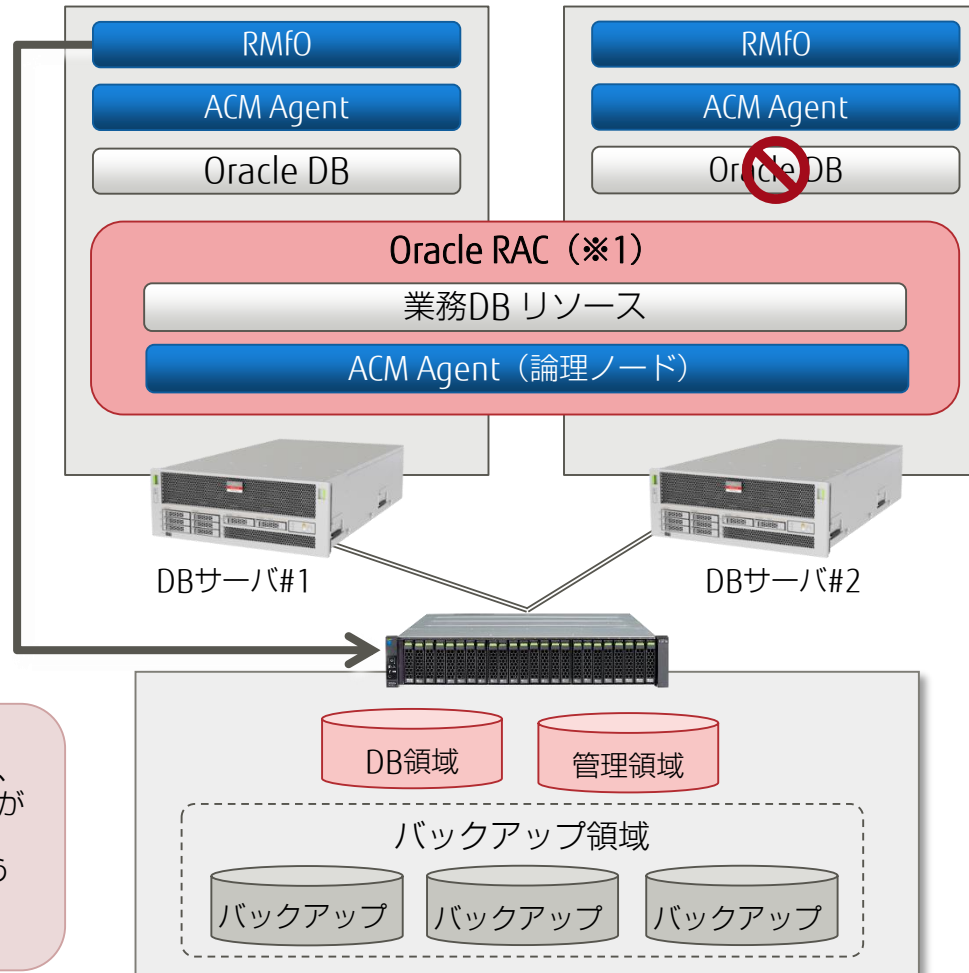 RMfO
ACM Agent
Oracle DB
RMfO
ACM Agent
Oracle DB
Oracle RAC（※1）
業務DB リソース
ACM Agent（論理ノード）
DBサーバ#1
DBサーバ#2
DB領域
管理領域
バックアップ領域
バックアップ
バックアップ
バックアップ
、
が
う